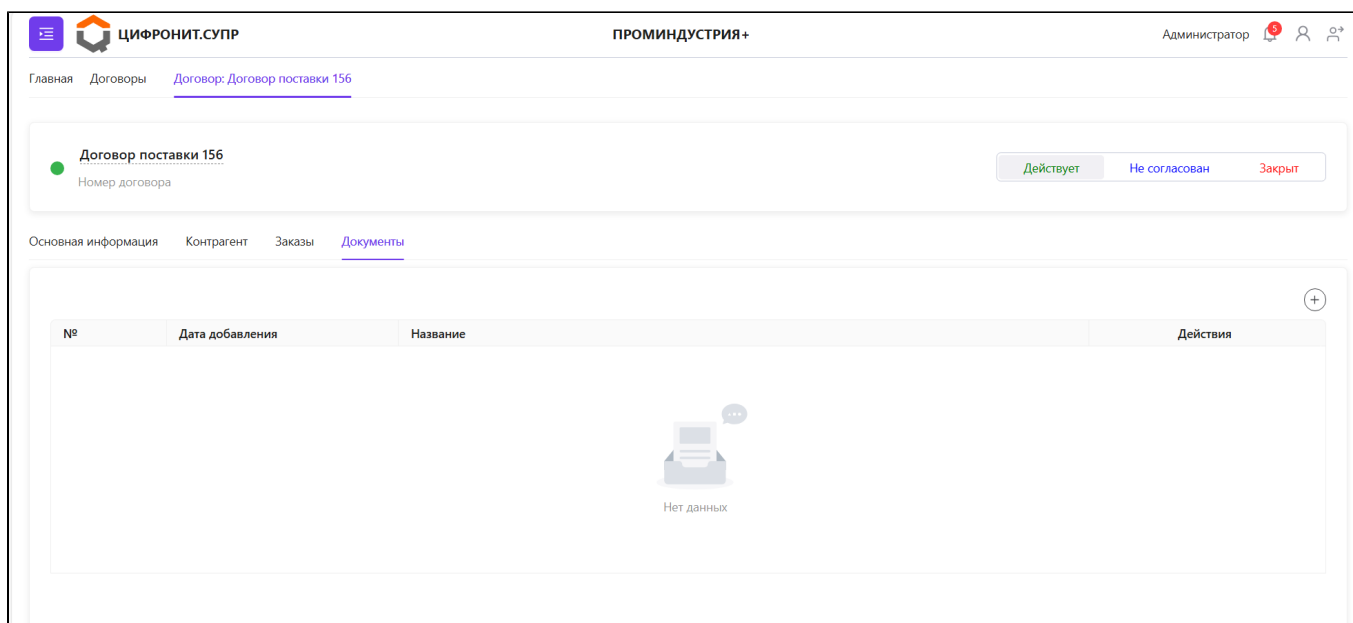 ЦИФРОНИТ.СУПР ПРОМИНДУСТРИЯ+ Администратор 5
Главная Договоры Договор: Договор поставки 156
Договор поставки 156
Номер договора
Действует Не согласован Закрыт
Основная информация Контрагент Заказы Документы
№ Дата добавления Название Действия
Нет данных